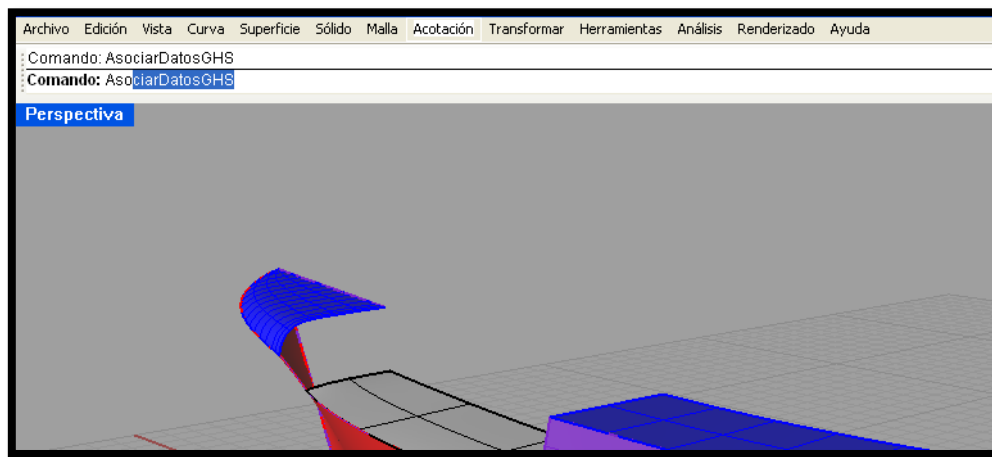 Archivo Edición Vista Curva Superficie Sólido Malla Acotación Transformar Herramientas Análisis Renderizado Ayuda
Comando: AsociarDatosGHS
Comando: AsociarDatosGHS
Perspectiva